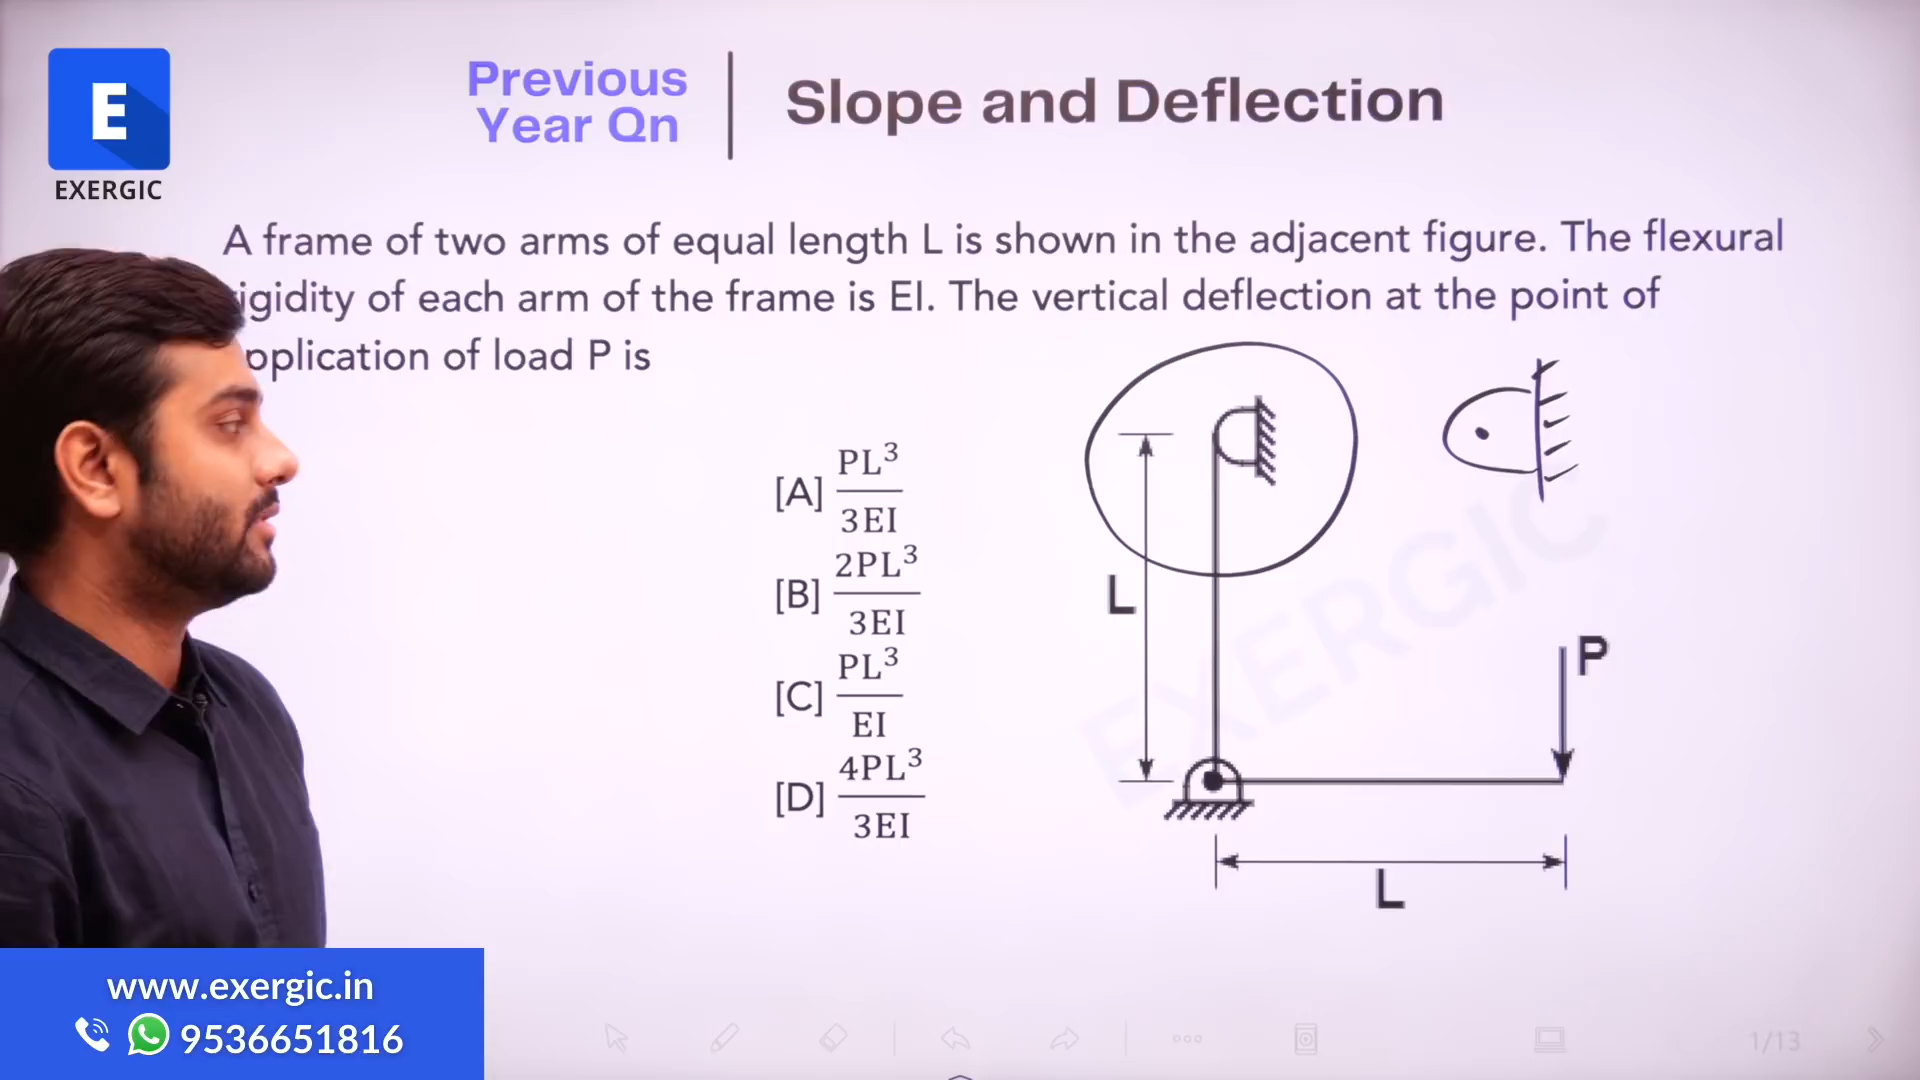 E
EXERGIC
Previous
Year Qn
Slope and Deflection
A frame of two arms of equal length L is shown in the adjacent figure. The flexural
igidity of each arm of the frame is EI. The vertical deflection at the point of
pplication of load P is
[A] PL³/3EI
[B] 2PL³/3EI
[C] PL³/EI
[D] 4PL³/3EI
L
P
L
EXERGIC
www.exergic.in
9536651816
1/13